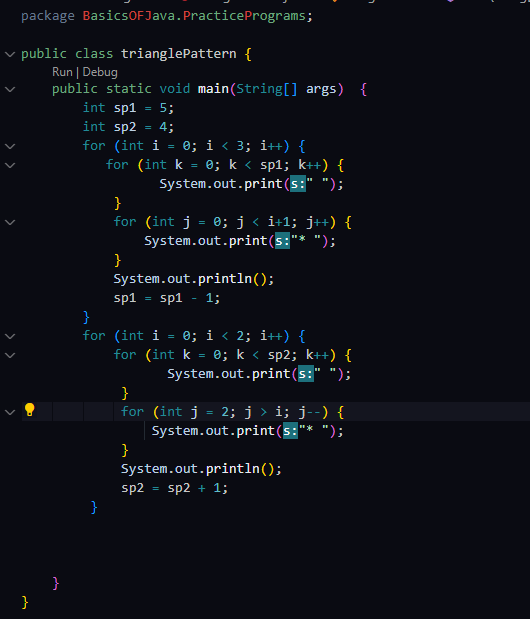 package BasicsOFJava.PracticePrograms;
public class trianglePattern {
Run | Debug
public static void main(String[] args)  {
int sp1 = 5;
int sp2 = 4;
for (int i = 0; i < 3; i++) {
for (int k = 0; k < sp1; k++) {
System.out.print(s:" ");
}
for (int j = 0; j < i+1; j++) {
System.out.print(s:"* ");
}
System.out.println();
sp1 = sp1 - 1;
}
for (int i = 0; i < 2; i++) {
for (int k = 0; k < sp2; k++) {
System.out.print(s:" ");
}
for (int j = 2; j > i; j--) {
System.out.print(s:"* ");
}
System.out.println();
sp2 = sp2 + 1;
}
}
}